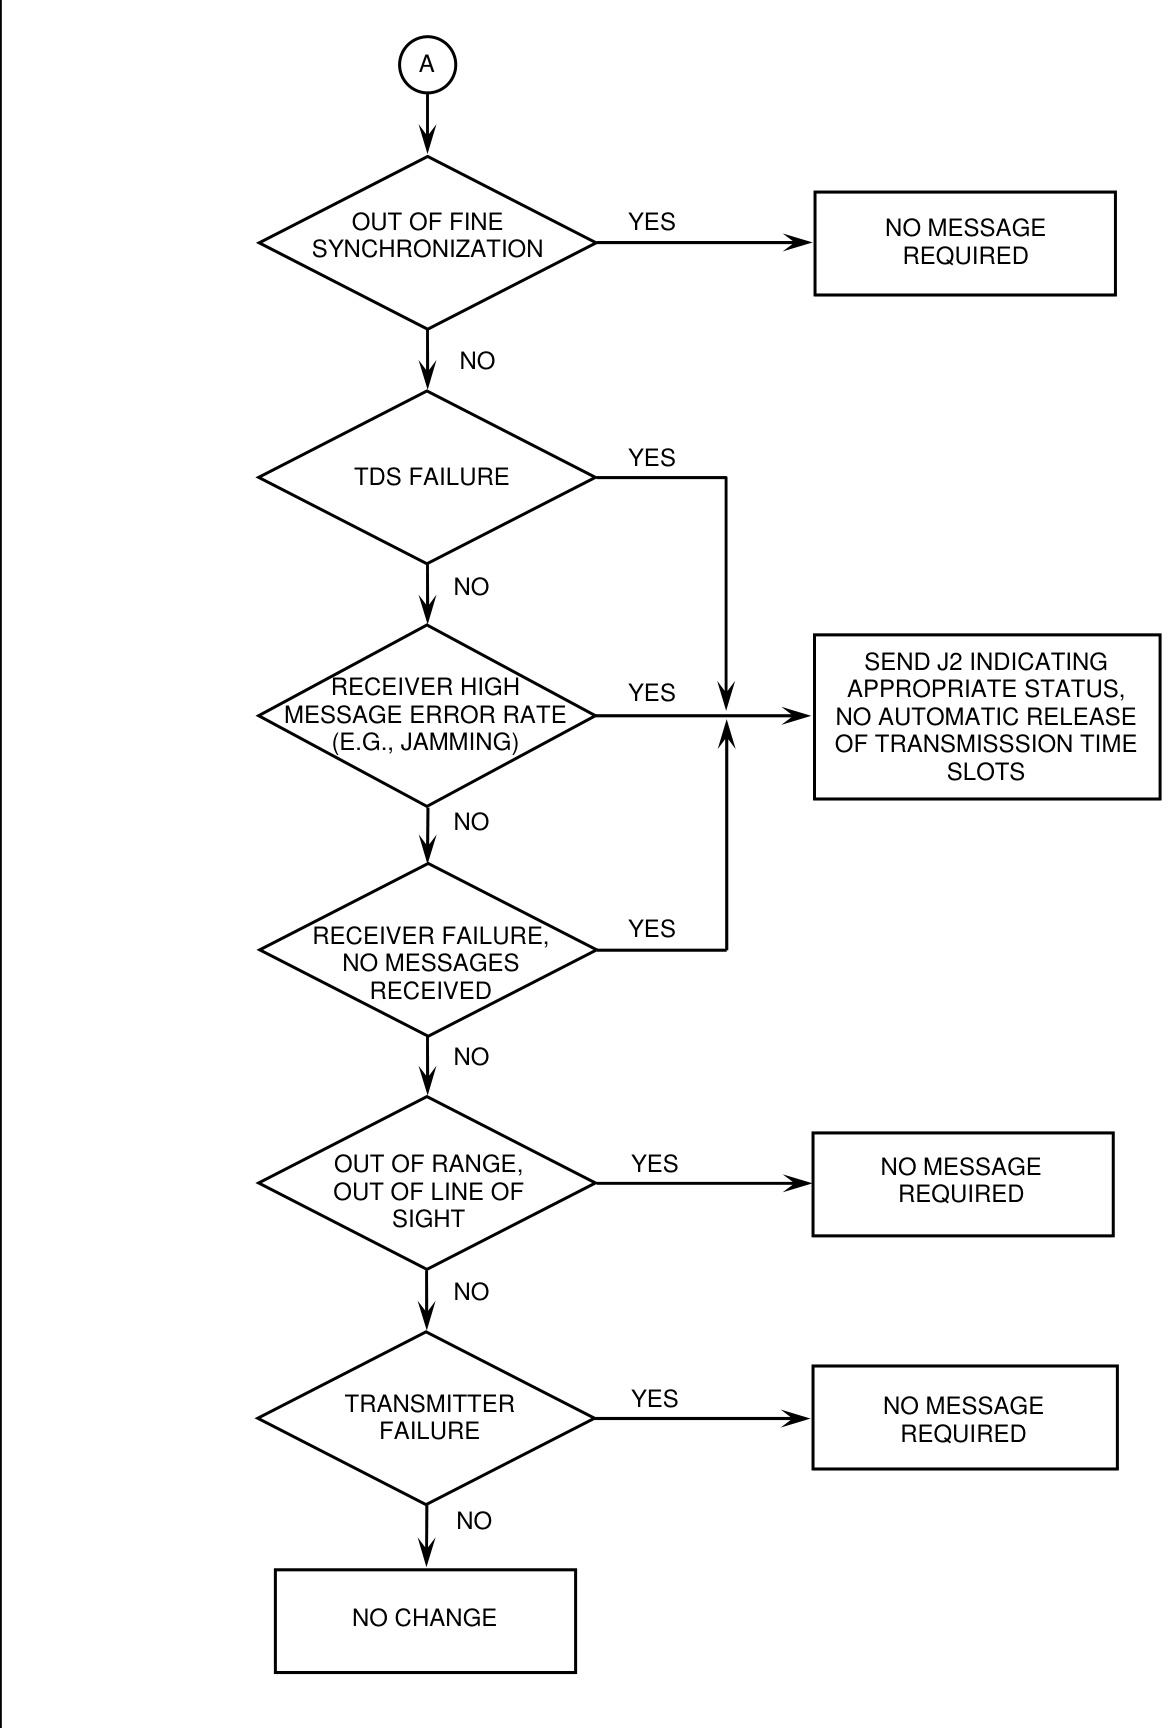 A
OUT OF FINE
SYNCHRONIZATION
YES
NO MESSAGE
REQUIRED
NO
TDS FAILURE
YES
NO
RECEIVER HIGH
MESSAGE ERROR RATE
(E.G., JAMMING)
YES
SEND J2 INDICATING
APPROPRIATE STATUS,
NO AUTOMATIC RELEASE
OF TRANSMISSSION TIME
SLOTS
NO
RECEIVER FAILURE,
NO MESSAGES
RECEIVED
YES
NO
OUT OF RANGE,
OUT OF LINE OF
SIGHT
YES
NO MESSAGE
REQUIRED
NO
TRANSMITTER
FAILURE
YES
NO MESSAGE
REQUIRED
NO
NO CHANGE